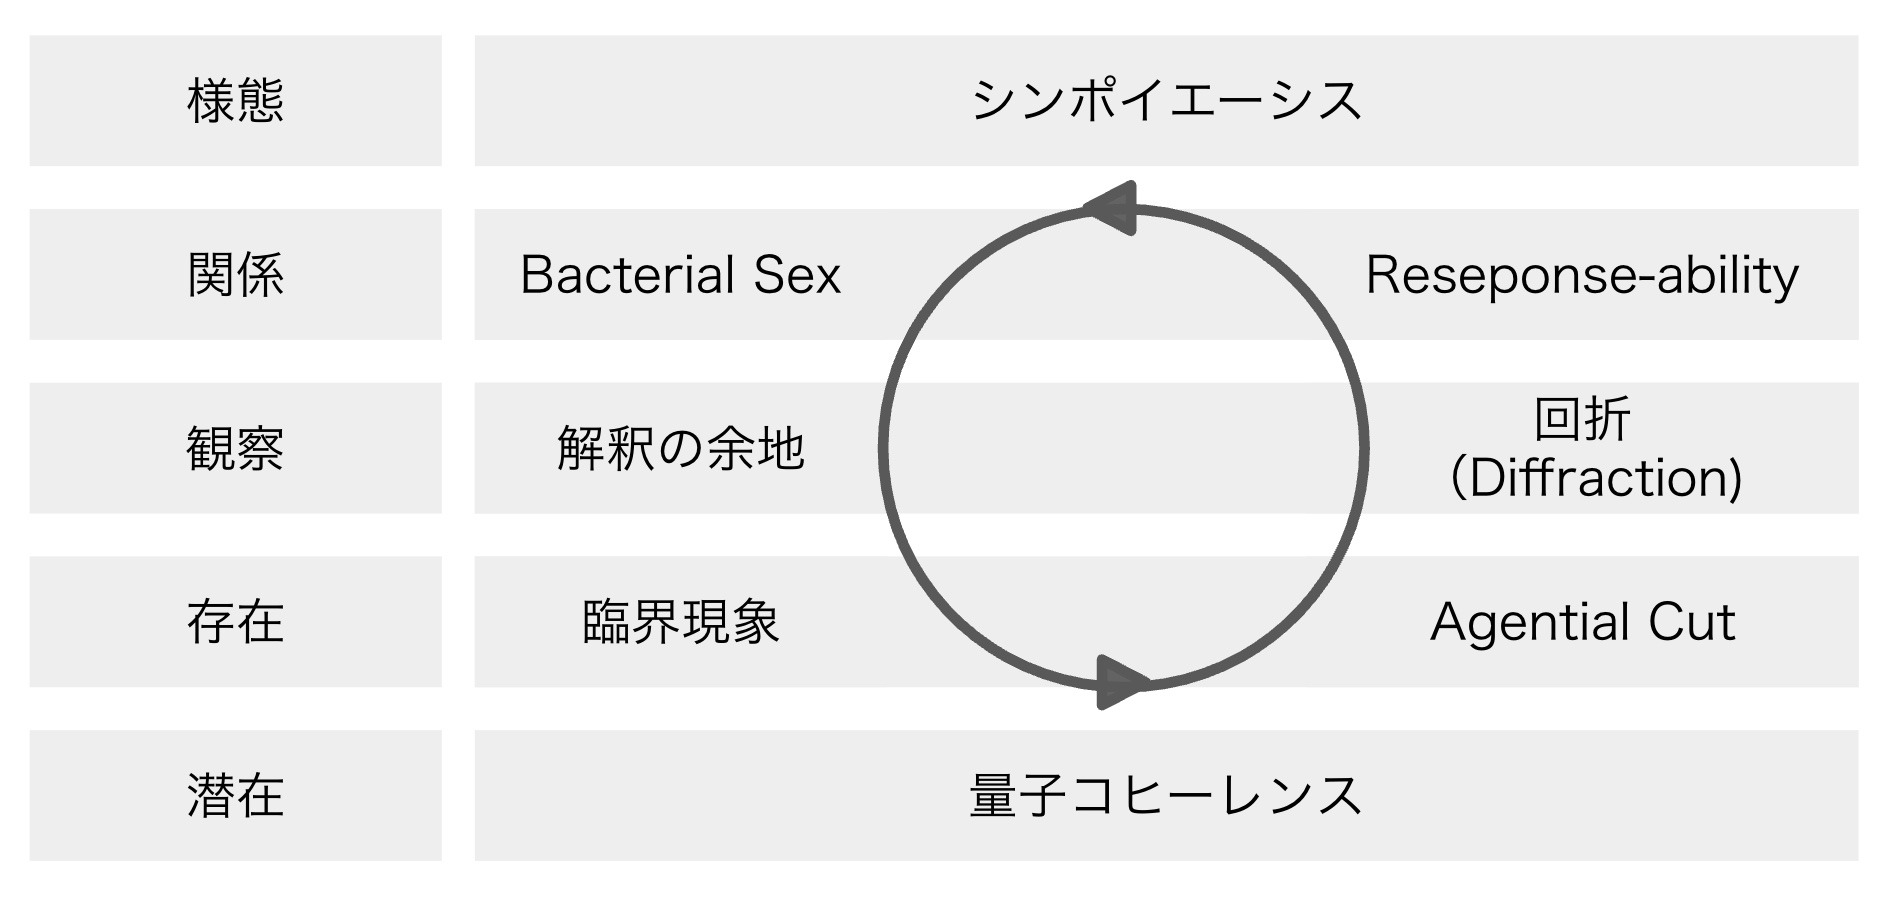 様態
シンポイエーシス
関係
Bacterial Sex
Reseponse-ability
観察
解釈の余地
回折
（Diffraction)
存在
臨界現象
Agential Cut
潜在
量子コヒーレンス